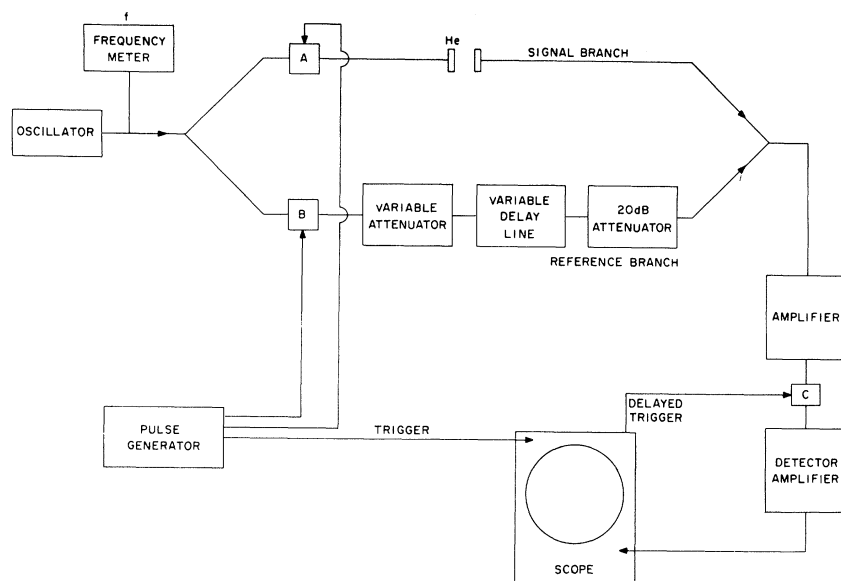 f
FREQUENCY
METER
OSCILLATOR
A
He
SIGNAL BRANCH
B
VARIABLE
ATTENUATOR
VARIABLE
DELAY
LINE
20dB
ATTENUATOR
REFERENCE BRANCH
AMPLIFIER
C
DELAYED
TRIGGER
PULSE
GENERATOR
TRIGGER
DETECTOR
AMPLIFIER
SCOPE